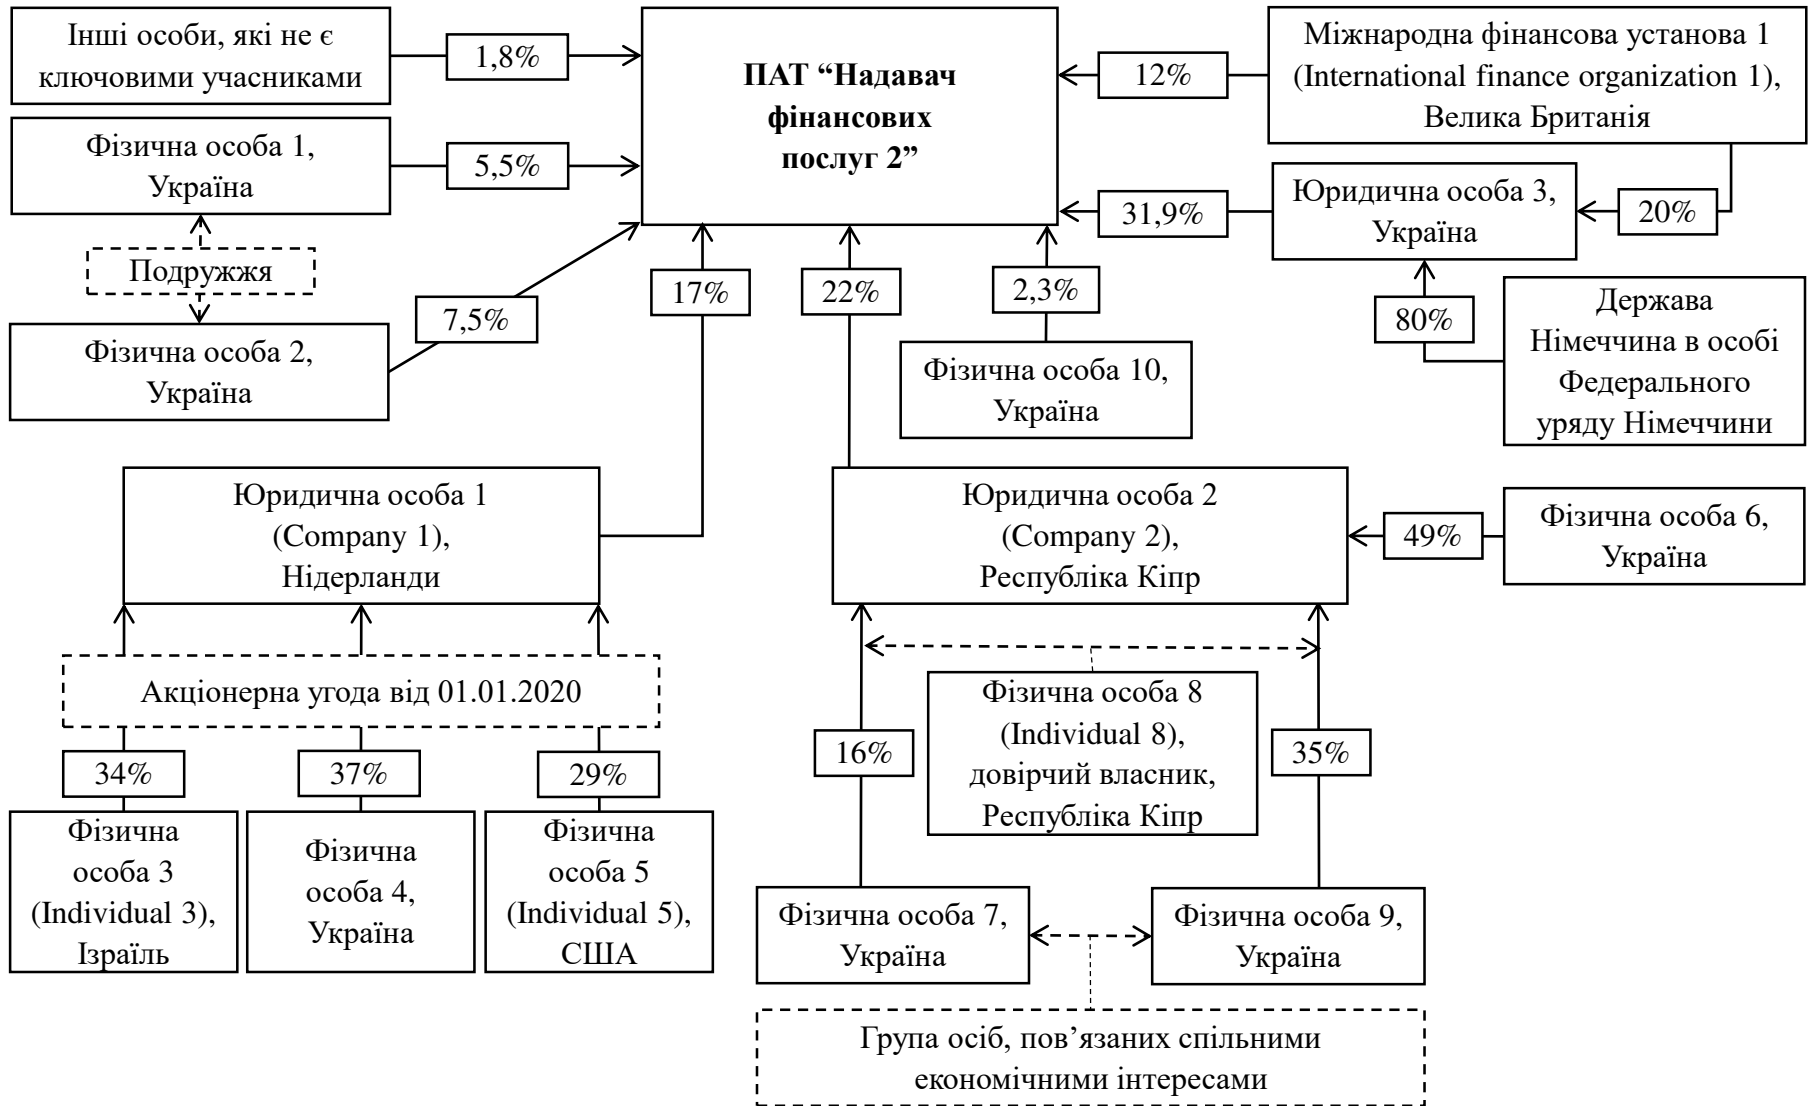 Інші особи, які не є
ключовими учасниками
1,8%
ПАТ “Надавач
фінансових
послуг 2”
12%
Міжнародна фінансова установа 1
(International finance organization 1),
Велика Британія
Фізична особа 1,
Україна
5,5%
31,9%
Юридична особа 3,
Україна
20%
Подружжя
Фізична особа 2,
Україна
7,5%
17%
22%
2,3%
Фізична особа 10,
Україна
80%
Держава
Німеччина в особі
Федерального
уряду Німеччини
Юридична особа 1
(Company 1),
Нідерланди
Юридична особа 2
(Company 2),
Республіка Кіпр
49%
Фізична особа 6,
Україна
Акціонерна угода від 01.01.2020
34%
37%
29%
Фізична
особа 3
(Individual 3),
Ізраїль
Фізична
особа 4,
Україна
Фізична
особа 5
(Individual 5),
США
16%
Фізична особа 8
(Individual 8),
довірчий власник,
Республіка Кіпр
35%
Фізична особа 7,
Україна
Фізична особа 9,
Україна
Група осіб, пов’язаних спільними
економічними інтересами